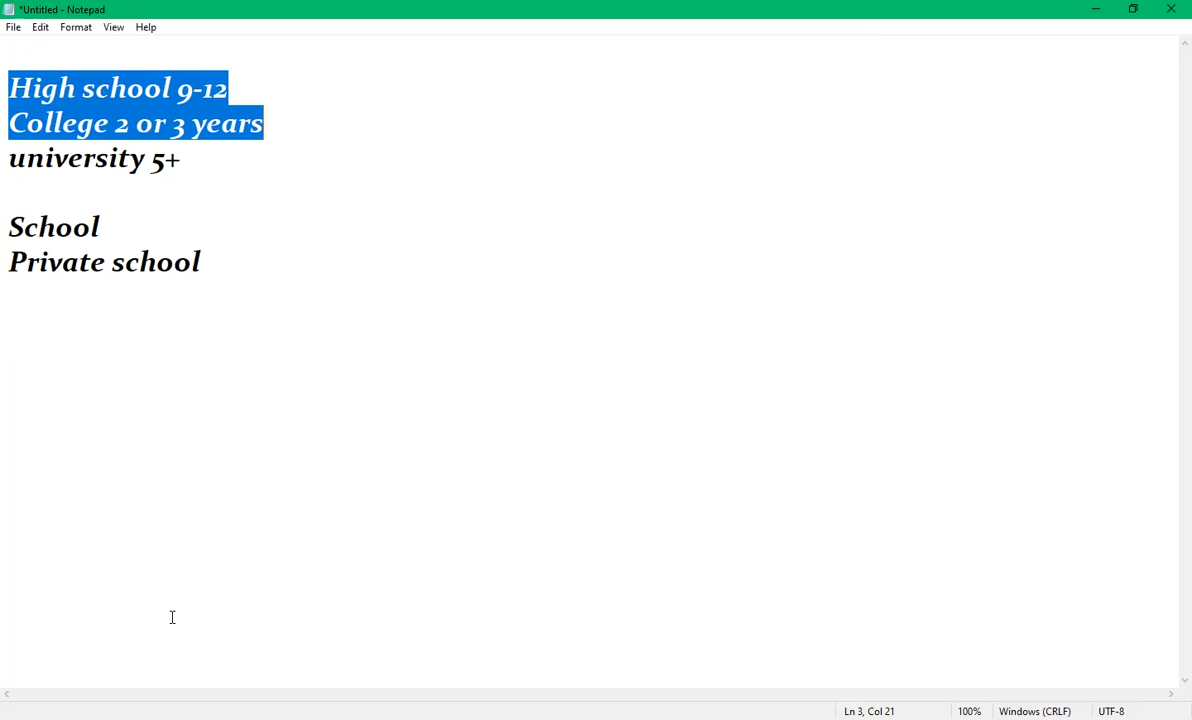 *Untitled - Notepad
File Edit Format View Help
High school 9-12
College 2 or 3 years
university 5+
School
Private school
Ln 3, Col 21 100% Windows (CRLF) UTF-8